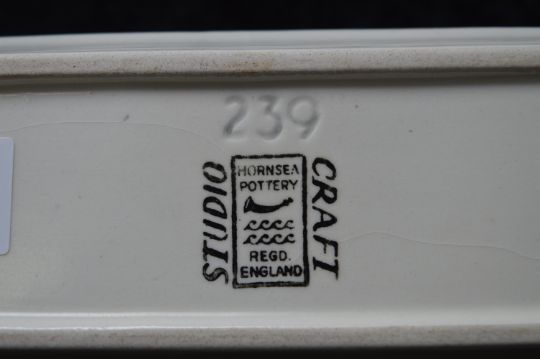 239
STUDIO
HORNSEA
POTTERY
REGD.
ENGLAND
CRAFT